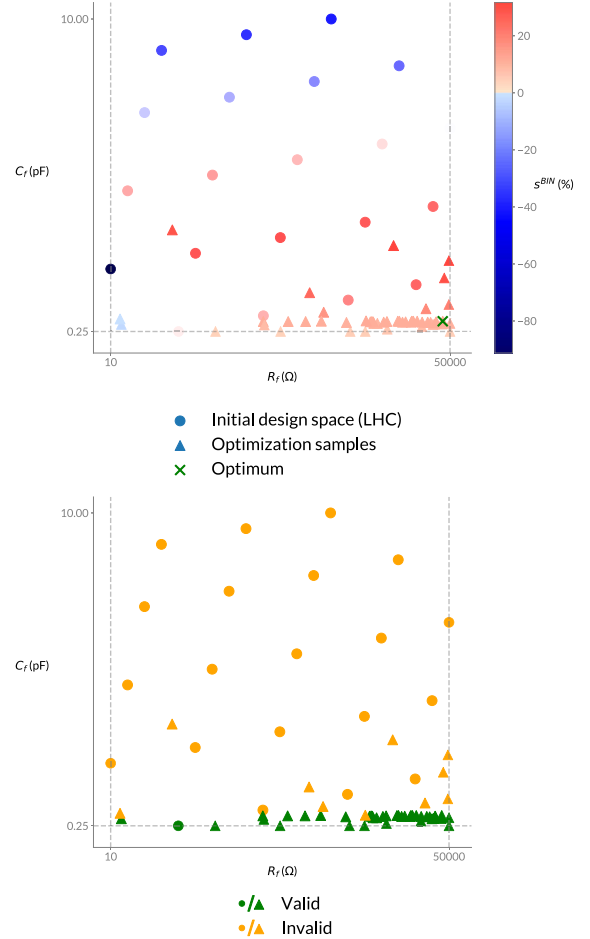 10.00
C_f (pF)
0.25
10
50000
R_f (Ω)
20
0
−20
−40
−60
−80
s^BIN (%)
Initial design space (LHC)
Optimization samples
Optimum
10.00
C_f (pF)
0.25
10
50000
R_f (Ω)
/ Valid
/ Invalid